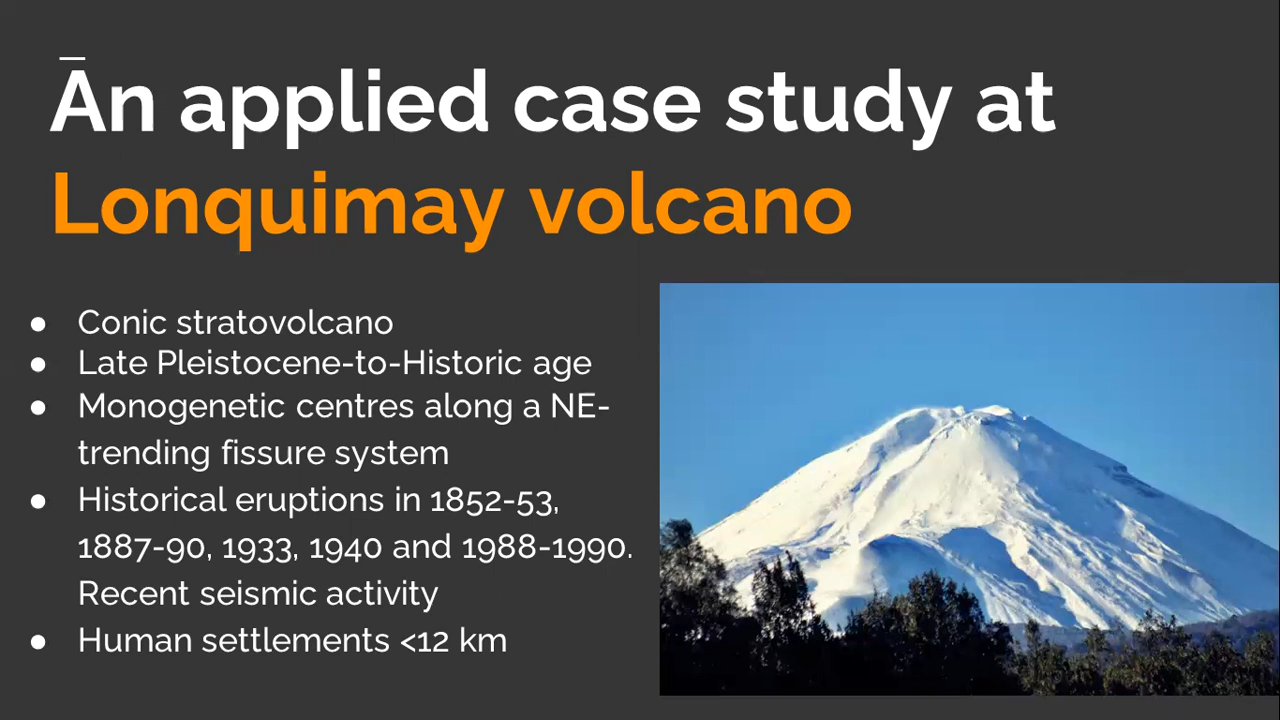 An applied case study at
Lonquimay volcano
● Conic stratovolcano
● Late Pleistocene-to-Historic age
● Monogenetic centres along a NE-
trending fissure system
● Historical eruptions in 1852-53,
1887-90, 1933, 1940 and 1988-1990.
Recent seismic activity
● Human settlements <12 km